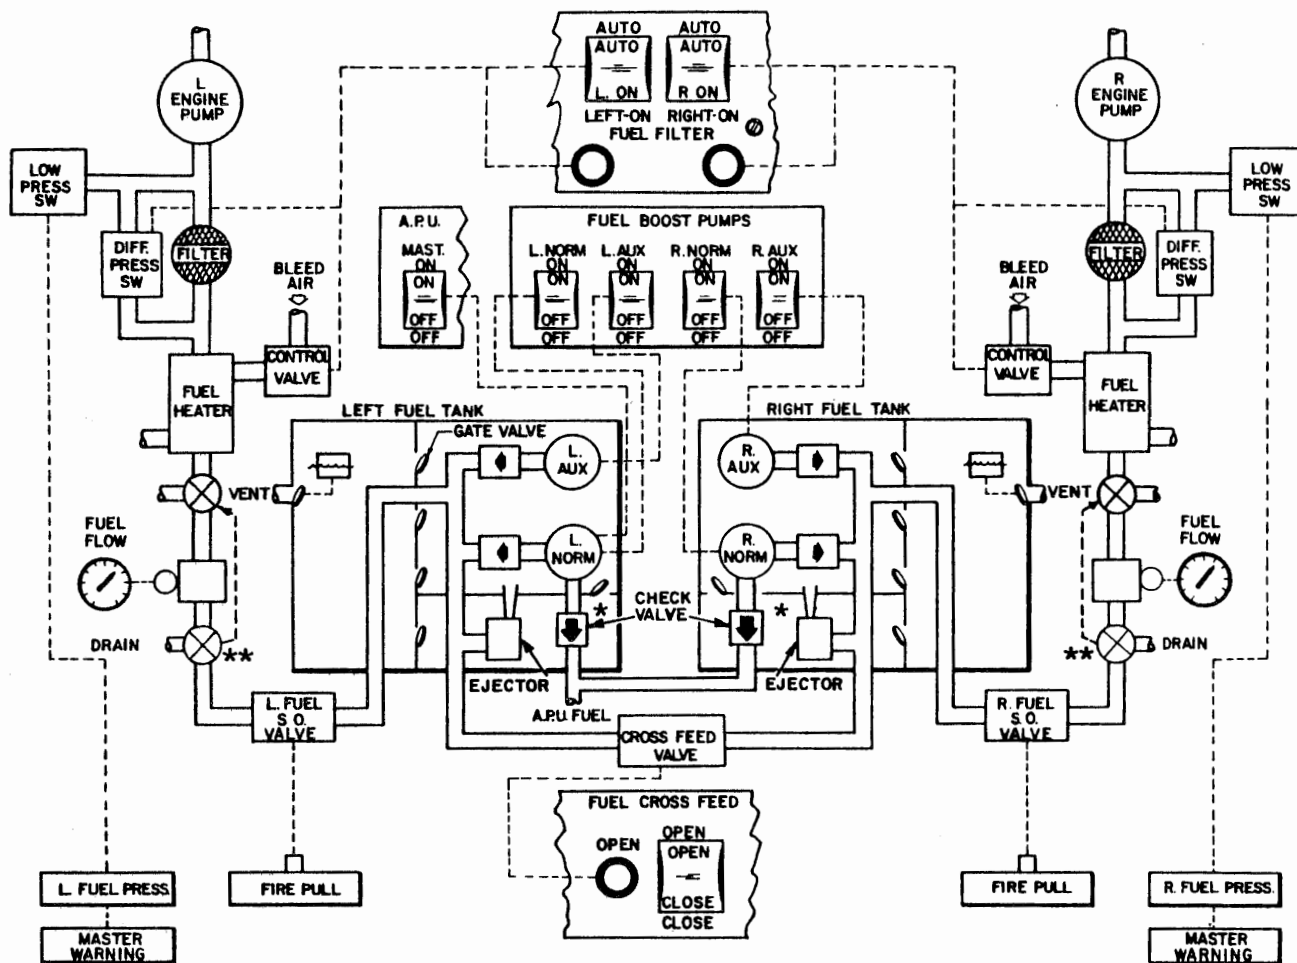 AUTO AUTO
AUTO AUTO
L. ON R ON
LEFT-ON RIGHT-ON
FUEL FILTER
L
ENGINE
PUMP
R
ENGINE
PUMP
LOW
PRESS
SW
LOW
PRESS
SW
DIFF.
PRESS
SW
FILTER
FILTER
DIFF.
PRESS
SW
BLEED
AIR
BLEED
AIR
A.P.U.
MAST.
ON
ON
OFF
OFF
FUEL BOOST PUMPS
L. NORM L. AUX R. NORM R. AUX
ON ON ON ON
ON ON ON ON
OFF OFF OFF OFF
OFF OFF OFF OFF
CONTROL
VALVE
CONTROL
VALVE
FUEL
HEATER
FUEL
HEATER
LEFT FUEL TANK
RIGHT FUEL TANK
GATE VALVE
L.
AUX
R.
AUX
VENT
VENT
FUEL
FLOW
FUEL
FLOW
L.
NORM
R.
NORM
* CHECK
VALVE *
DRAIN
**
**
DRAIN
EJECTOR
EJECTOR
A.P.U. FUEL
L. FUEL
S.O.
VALVE
R. FUEL
S.O.
VALVE
CROSS FEED
VALVE
FUEL CROSS FEED
OPEN
OPEN
OPEN
CLOSE
CLOSE
L. FUEL PRESS.
FIRE PULL
FIRE PULL
R. FUEL PRESS.
MASTER
WARNING
MASTER
WARNING